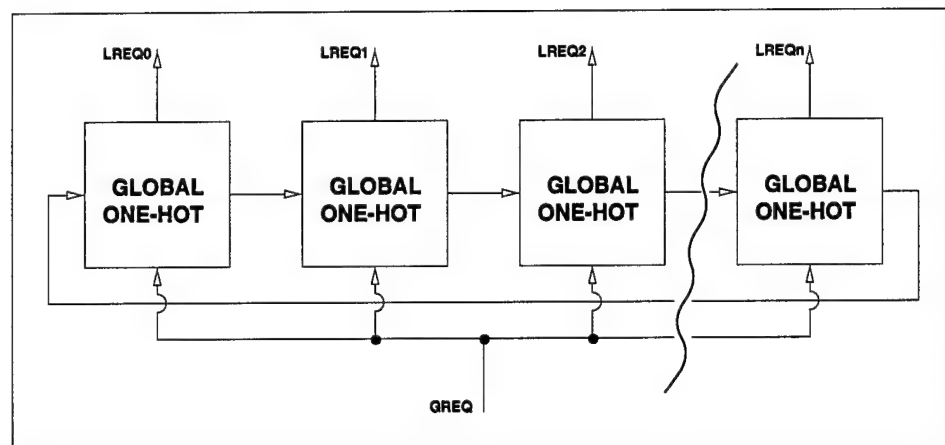 LREQ0
LREQ1
LREQ2
LREQn
GLOBAL
ONE-HOT
GLOBAL
ONE-HOT
GLOBAL
ONE-HOT
GLOBAL
ONE-HOT
GREQ